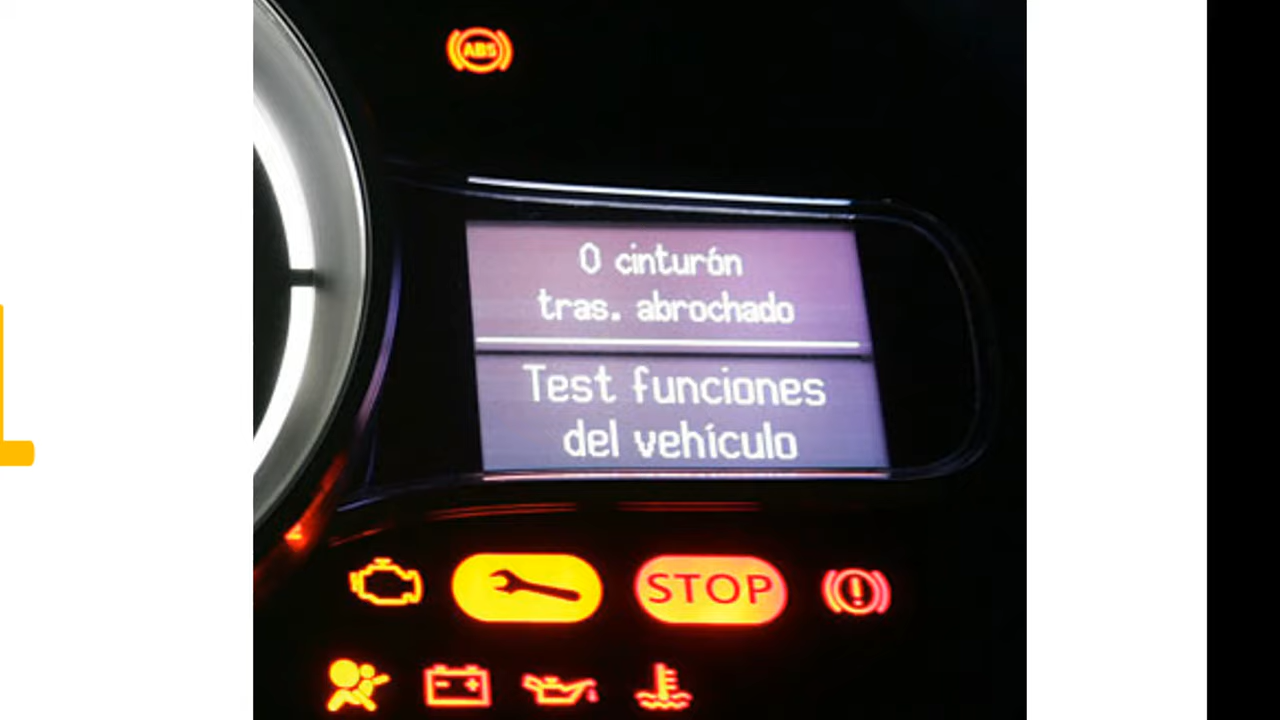 ABS
0 cinturón
tras. abrochado
Test funciones
del vehículo
STOP